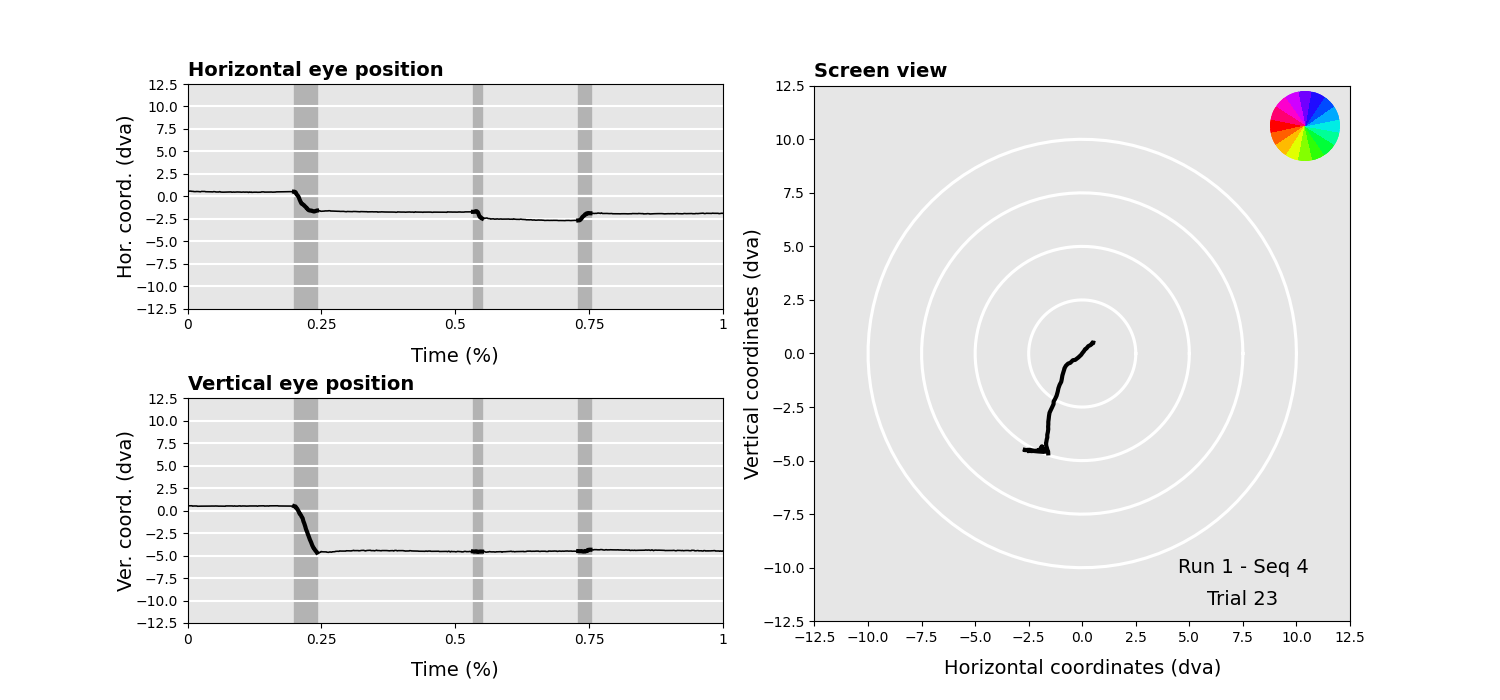 Horizontal eye position
Hor. coord. (dva)
12.5
10.0
7.5
5.0
2.5
0.0
−2.5
−5.0
−7.5
−10.0
−12.5
0 0.25 0.5 0.75 1
Time (%)
Vertical eye position
Ver. coord. (dva)
12.5
10.0
7.5
5.0
2.5
0.0
−2.5
−5.0
−7.5
−10.0
−12.5
0 0.25 0.5 0.75 1
Time (%)
Screen view
Vertical coordinates (dva)
12.5
10.0
7.5
5.0
2.5
0.0
−2.5
−5.0
−7.5
−10.0
−12.5
Run 1 - Seq 4
Trial 23
−12.5 −10.0 −7.5 −5.0 −2.5 0.0 2.5 5.0 7.5 10.0 12.5
Horizontal coordinates (dva)